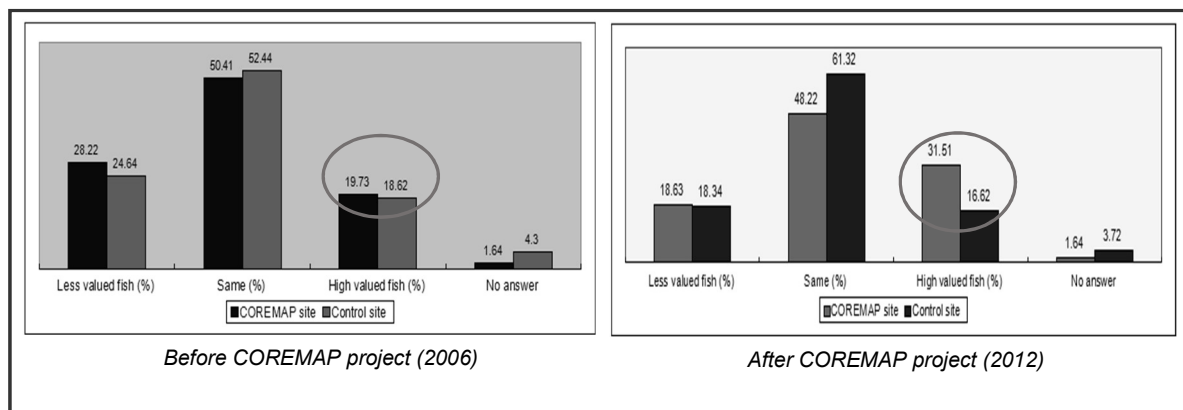 50.41 52.44
28.22 24.64
19.73 18.62
1.64 4.3
Less valued fish (%) Same (%) High valued fish (%) No answer
COREMAP site Control site
Before COREMAP project (2006)
61.32
48.22
31.51
18.63 18.34
16.62
1.64 3.72
Less valued fish (%) Same (%) High valued fish (%) No answer
COREMAP site Control site
After COREMAP project (2012)